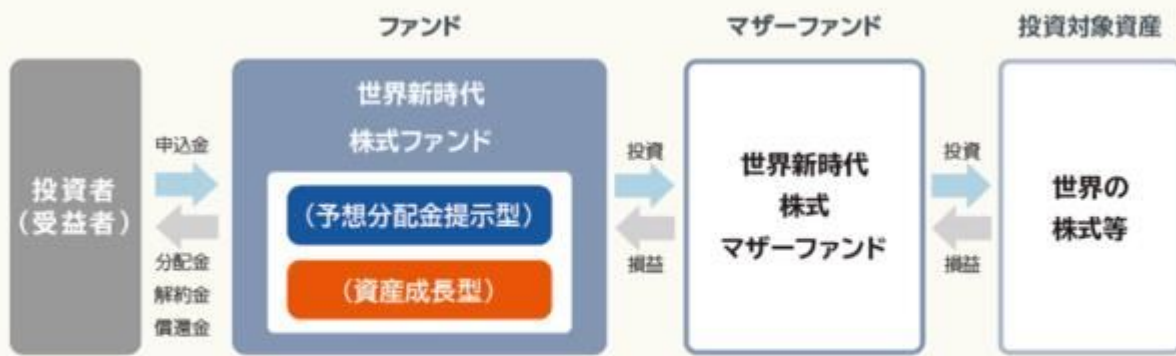 ファンド
マザーファンド
投資対象資産
投資者
（受益者）
申込金
分配金
解約金
償還金
世界新時代
株式ファンド
（予想分配金提示型）
（資産成長型）
投資
損益
世界新時代
株式
マザーファンド
投資
損益
世界の
株式等